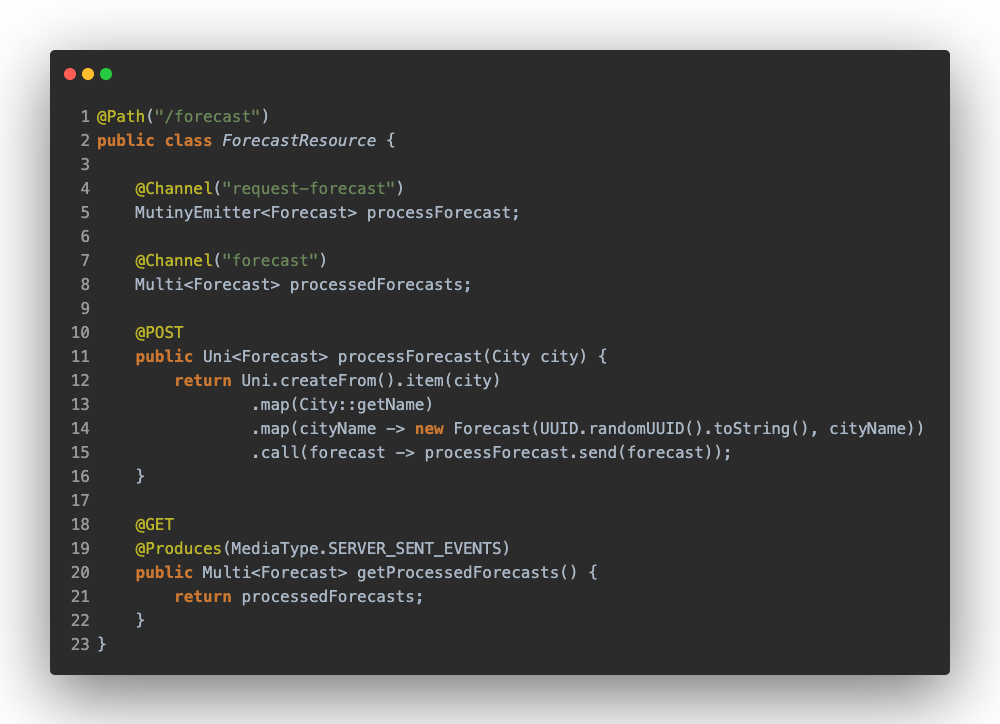 1 @Path("/forecast")
2 public class ForecastResource {
3
4     @Channel("request-forecast")
5     MutinyEmitter<Forecast> processForecast;
6
7     @Channel("forecast")
8     Multi<Forecast> processedForecasts;
9
10     @POST
11     public Uni<Forecast> processForecast(City city) {
12         return Uni.createFrom().item(city)
13                 .map(City::getName)
14                 .map(cityName -> new Forecast(UUID.randomUUID().toString(), cityName))
15                 .call(forecast -> processForecast.send(forecast));
16     }
17
18     @GET
19     @Produces(MediaType.SERVER_SENT_EVENTS)
20     public Multi<Forecast> getProcessedForecasts() {
21         return processedForecasts;
22     }
23 }